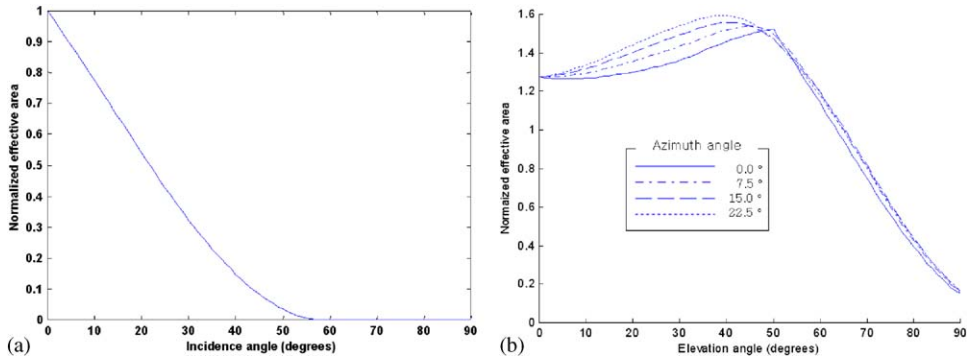 1
0.9
0.8
0.7
0.6
0.5
0.4
0.3
0.2
0.1
0
Normalized effective area
0 10 20 30 40 50 60 70 80 90
Incidence angle (degrees)
(a)
1.6
1.4
1.2
1
0.8
0.6
0.4
0.2
0
Normaized effective area
Azimuth angle
0.0 °
7.5 °
15.0 °
22.5 °
0 10 20 30 40 50 60 70 80 90
Elevation angle (degrees)
(b)